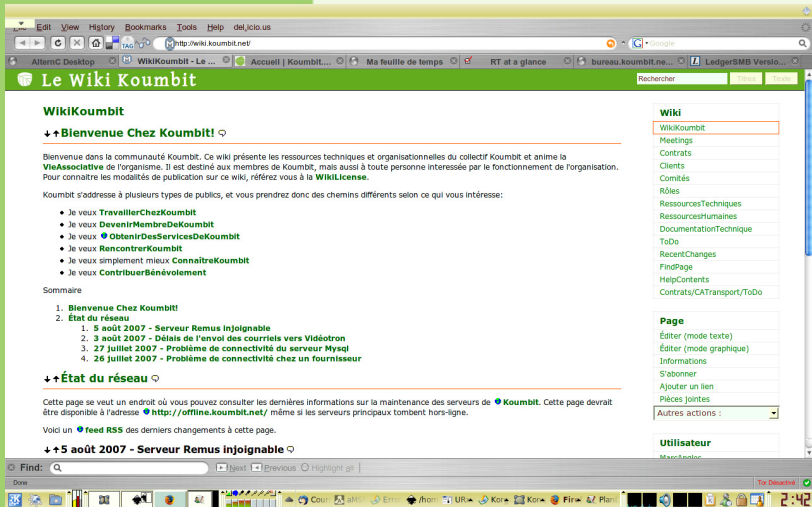 Edit View History Bookmarks Tools Help del.icio.us
TAG http://wiki.koumbit.net/ G Google
AlternC Desktop WikiKoumbit - Le ... Accueil | Koumbit.... Ma feuille de temps RT at a glance bureau.koumbit.ne... LedgerSMB Versio...
Le Wiki Koumbit
Rechercher Titres Texte
WikiKoumbit
Bienvenue Chez Koumbit!
Bienvenue dans la communauté Koumbit. Ce wiki présente les ressources techniques et organisationnelles du collectif Koumbit et anime la
VieAssociative de l'organisme. Il est destiné aux membres de Koumbit, mais aussi à toute personne interessée par le fonctionnement de l'organisation.
Pour connaitre les modalités de publication sur ce wiki, référez vous à la WikiLicense.
Koumbit s'addresse à plusieurs types de publics, et vous prendrez donc des chemins différents selon ce qui vous intéresse:
Je veux TravaillerChezKoumbit
Je veux DevenirMembreDeKoumbit
Je veux ObtenirDesServicesDeKoumbit
Je veux RencontrerKoumbit
Je veux simplement mieux ConnaîtreKoumbit
Je veux ContribuerBénévolement
Sommaire
1. Bienvenue Chez Koumbit!
2. État du réseau
1. 5 août 2007 - Serveur Remus injoignable
2. 3 août 2007 - Délais de l'envoi des courriels vers Vidéotron
3. 27 juillet 2007 - Problème de connectivité du serveur Mysql
4. 26 juillet 2007 - Problème de connectivité chez un fournisseur
État du réseau
Cette page se veut un endroit où vous pouvez consulter les dernières informations sur la maintenance des serveurs de Koumbit. Cette page devrait
être disponible à l'adresse http://offline.koumbit.net/ même si les serveurs principaux tombent hors-ligne.
Voici un feed RSS des derniers changements à cette page.
5 août 2007 - Serveur Remus injoignable
Wiki
WikiKoumbit
Meetings
Contrats
Clients
Comités
Rôles
RessourcesTechniques
RessourcesHumaines
DocumentationTechnique
ToDo
RecentChanges
FindPage
HelpContents
Contrats/CATransport/ToDo
Page
Éditer (mode texte)
Éditer (mode graphique)
Informations
S'abonner
Ajouter un lien
Pièces Jointes
Autres actions :
Utilisateur
Find: Next Previous Highlight all
Done Tor Désactivé
Cour aMS Error /hom URs Kor Kor Fire Plan 2:42